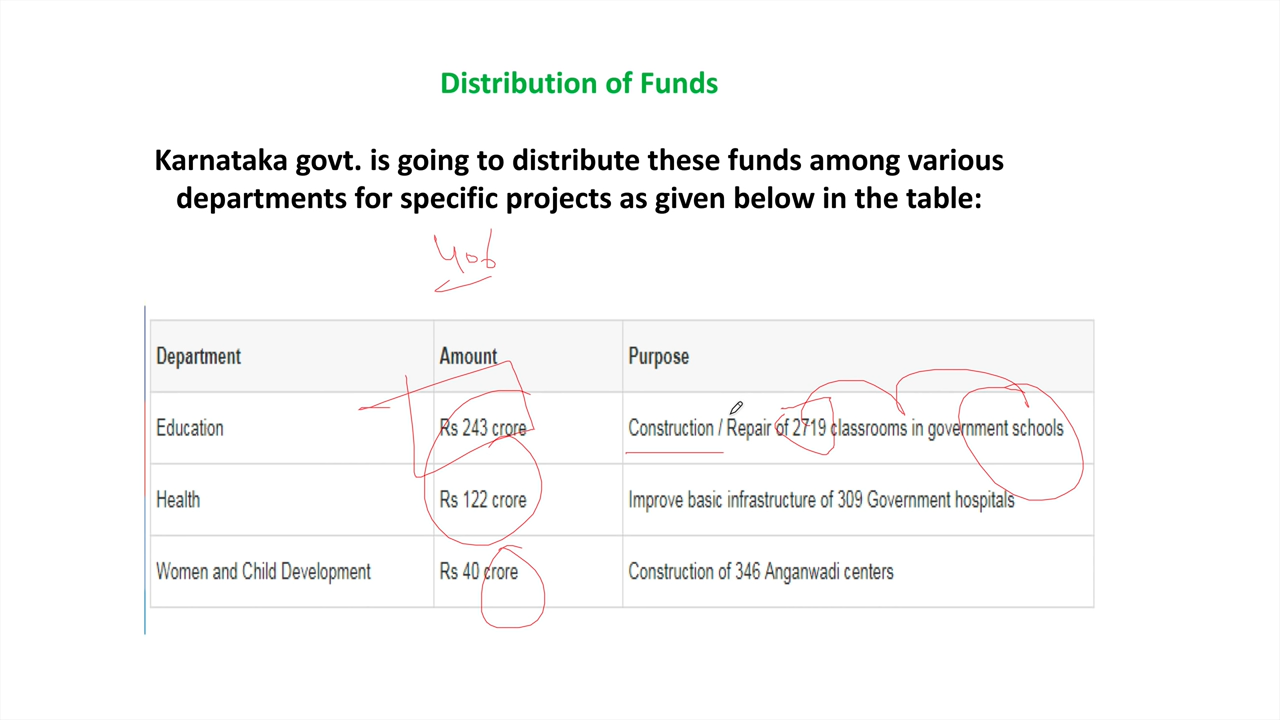 Distribution of Funds
Karnataka govt. is going to distribute these funds among various
departments for specific projects as given below in the table:
406
Department Amount Purpose
Education Rs 243 crore Construction / Repair of 2719 classrooms in government schools
Health Rs 122 crore Improve basic infrastructure of 309 Government hospitals
Women and Child Development Rs 40 crore Construction of 346 Anganwadi centers